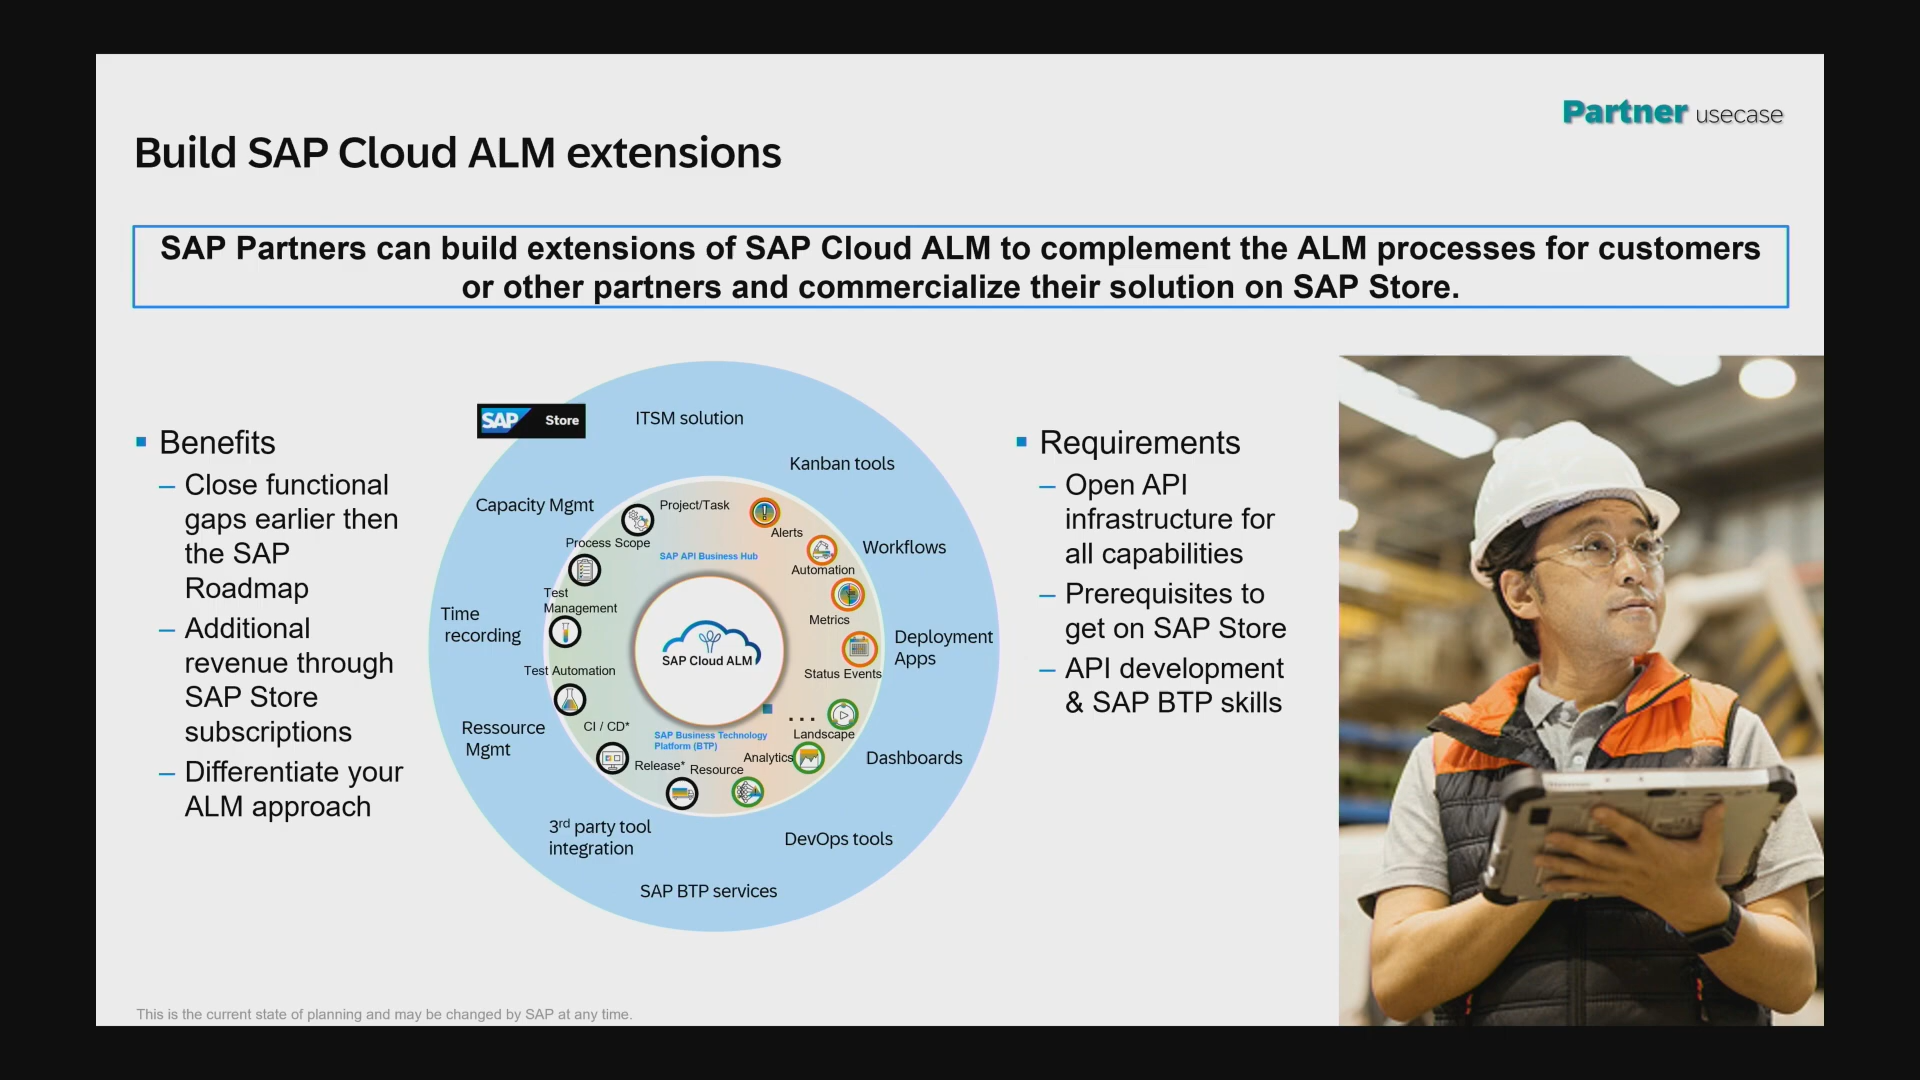 Partner usecase
Build SAP Cloud ALM extensions
SAP Partners can build extensions of SAP Cloud ALM to complement the ALM processes for customers
or other partners and commercialize their solution on SAP Store.
Benefits
– Close functional
gaps earlier then
the SAP
Roadmap
– Additional
revenue through
SAP Store
subscriptions
– Differentiate your
ALM approach
SAP Store
ITSM solution
Kanban tools
Capacity Mgmt
Workflows
Time
recording
Deployment
Apps
Ressource
Mgmt
Dashboards
3rd party tool
integration
DevOps tools
SAP BTP services
Project/Task
Alerts
Process Scope
SAP API Business Hub
Automation
Test
Management
Metrics
SAP Cloud ALM
Test Automation
Status Events
...
CI / CD*
SAP Business Technology
Platform (BTP)
Landscape
Analytics
Release*
Resource
Requirements
– Open API
infrastructure for
all capabilities
– Prerequisites to
get on SAP Store
– API development
& SAP BTP skills
This is the current state of planning and may be changed by SAP at any time.